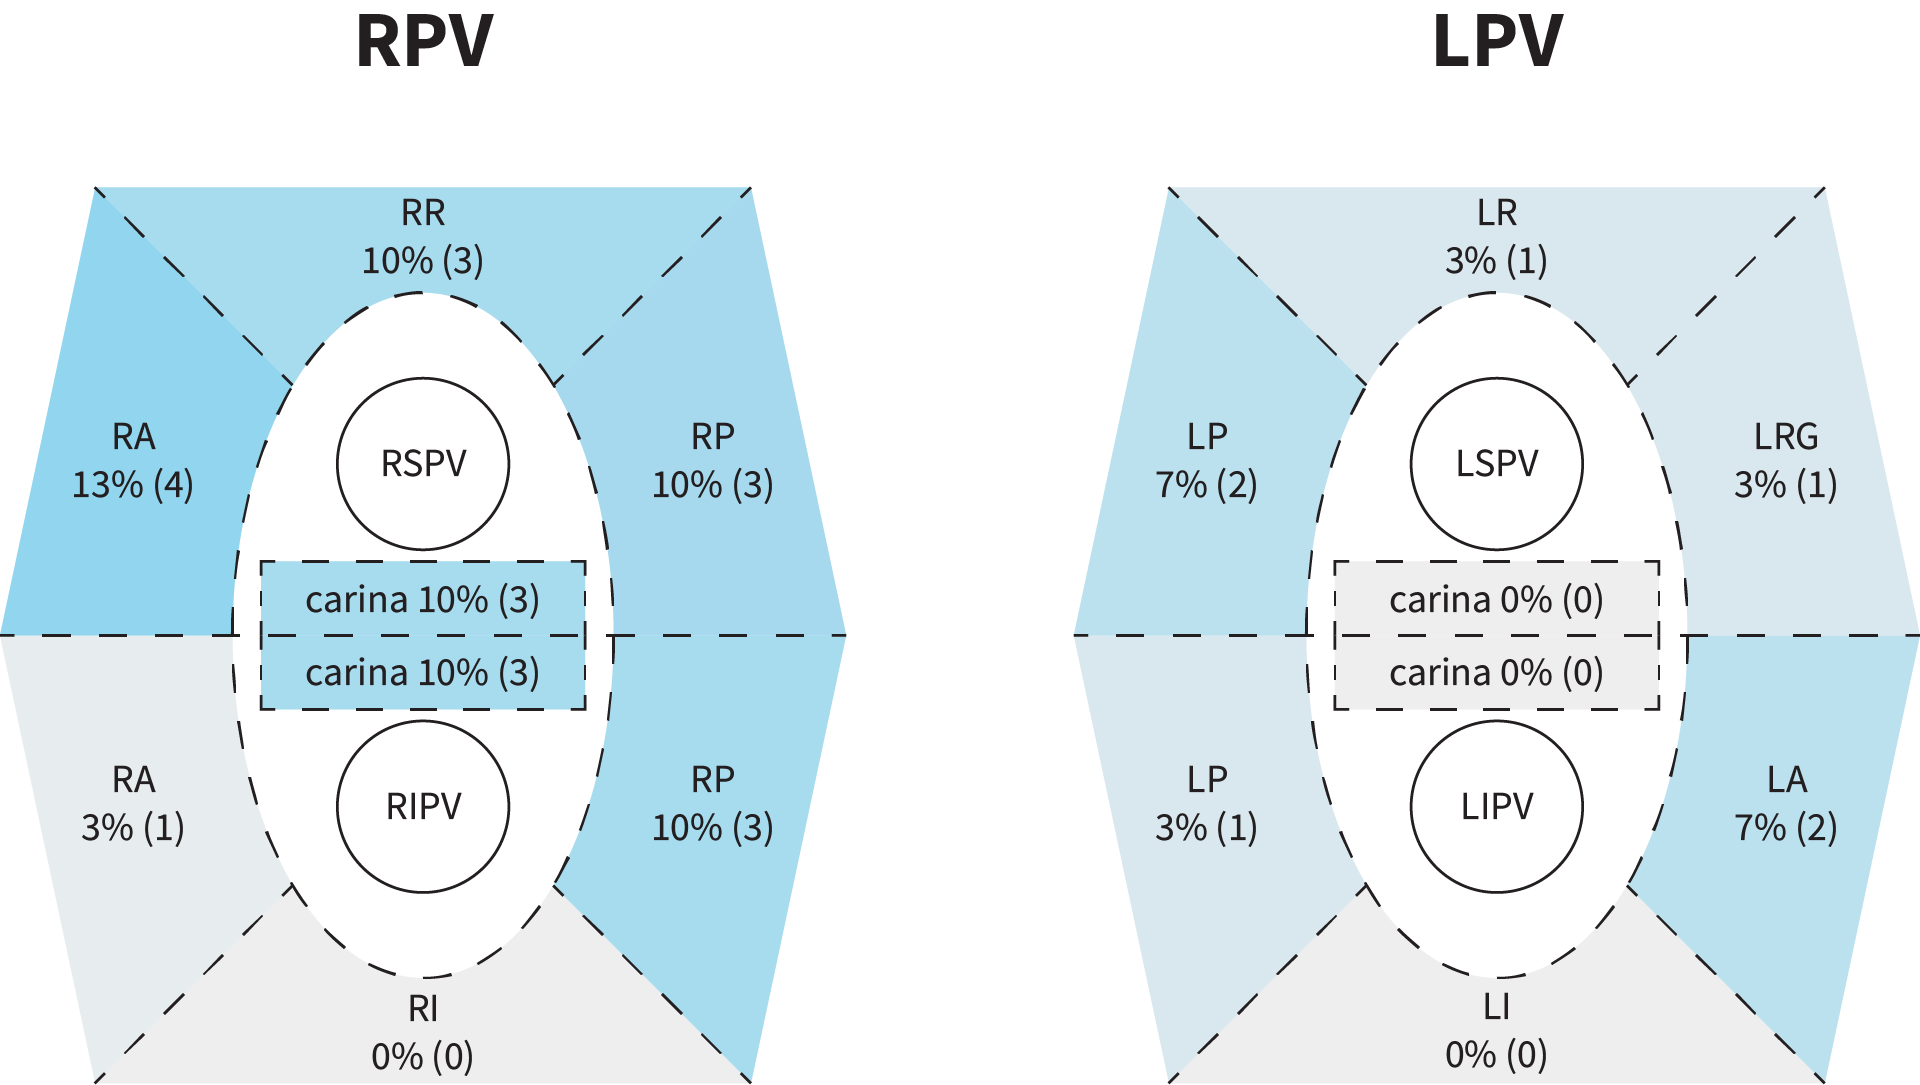 RPV
RR
10% (3)
RA
13% (4)
RSPV
RP
10% (3)
carina 10% (3)
carina 10% (3)
RA
3% (1)
RIPV
RP
10% (3)
RI
0% (0)
LPV
LR
3% (1)
LP
7% (2)
LSPV
LRG
3% (1)
carina 0% (0)
carina 0% (0)
LP
3% (1)
LIPV
LA
7% (2)
LI
0% (0)